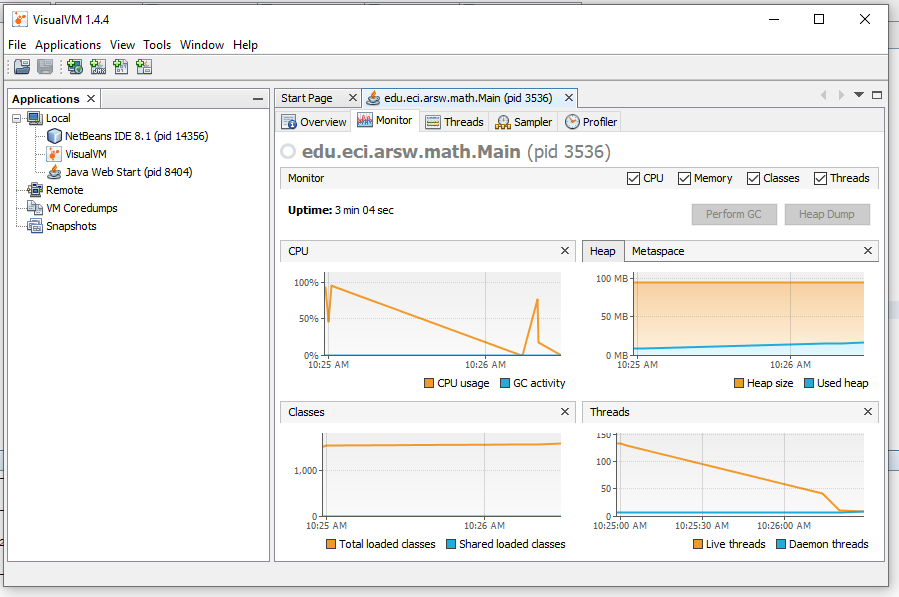 VisualVM 1.4.4
File Applications View Tools Window Help
Applications
Local
NetBeans IDE 8.1 (pid 14356)
VisualVM
Java Web Start (pid 8404)
Remote
VM Coredumps
Snapshots
Start Page
edu.eci.arsw.math.Main (pid 3536)
Overview Monitor Threads Sampler Profiler
edu.eci.arsw.math.Main (pid 3536)
Monitor
CPU Memory Classes Threads
Uptime: 3 min 04 sec
Perform GC Heap Dump
CPU
100%
50%
0%
10:25 AM 10:26 AM
CPU usage GC activity
Heap Metaspace
100 MB
50 MB
0 MB
10:25 AM 10:26 AM
Heap size Used heap
Classes
1,000
0
10:25 AM 10:26 AM
Total loaded classes Shared loaded classes
Threads
150
100
50
0
10:25:00 AM 10:25:30 AM 10:26:00 AM
Live threads Daemon threads